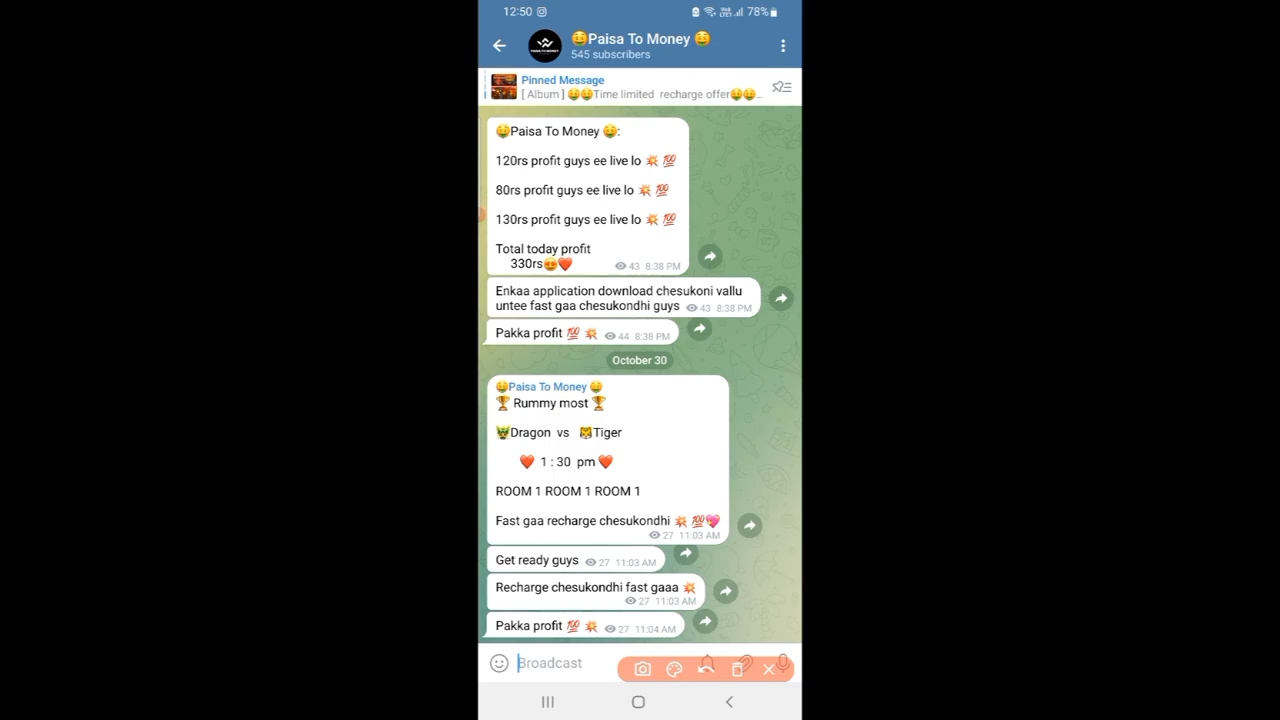 12:50
78%
🤑Paisa To Money 🤑
545 subscribers
PAISA TO MONEY
Pinned Message
[ Album ] 🤑🤑Time limited recharge offer🤑🤑...
🤑Paisa To Money 🤑:
120rs profit guys ee live lo 💥 💯
80rs profit guys ee live lo 💥 💯
130rs profit guys ee live lo 💥 💯
Total today profit
330rs😍❤️
43 8:38 PM
Enkaa application download chesukoni vallu
untee fast gaa chesukondhi guys 43 8:38 PM
Pakka profit 💯 💥 44 8:38 PM
October 30
🤑Paisa To Money 🤑
🏆 Rummy most 🏆
🐲Dragon vs 🐯Tiger
❤️ 1 : 30 pm ❤️
ROOM 1 ROOM 1 ROOM 1
Fast gaa recharge chesukondhi 💥 💯💖
27 11:03 AM
Get ready guys 27 11:03 AM
Recharge chesukondhi fast gaaa 💥
27 11:03 AM
Pakka profit 💯 💥 27 11:04 AM
Broadcast